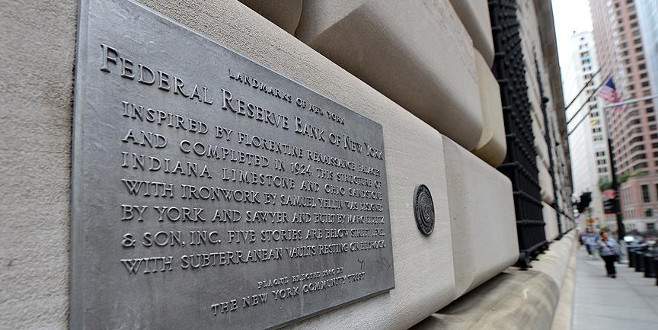 LANDMARKS OF NEW YORK
FEDERAL RESERVE BANK OF NEW YORK
INSPIRED BY FLORENTINE RENAISSANCE PALACES
AND COMPLETED IN 1924 THIS STRUCTURE OF
INDIANA LIMESTONE AND OHIO SANDSTONE
WITH IRONWORK BY SAMUEL YELLIN WAS DESIGNED
BY YORK AND SAWYER AND BUILT BY MARC EIDLITZ
& SON, INC. FIVE STORIES ARE BELOW STREET LEVEL
WITH SUBTERRANEAN VAULTS RESTING ON BEDROCK
PLAQUE ERECTED BY
THE NEW YORK COMMUNITY TRUST